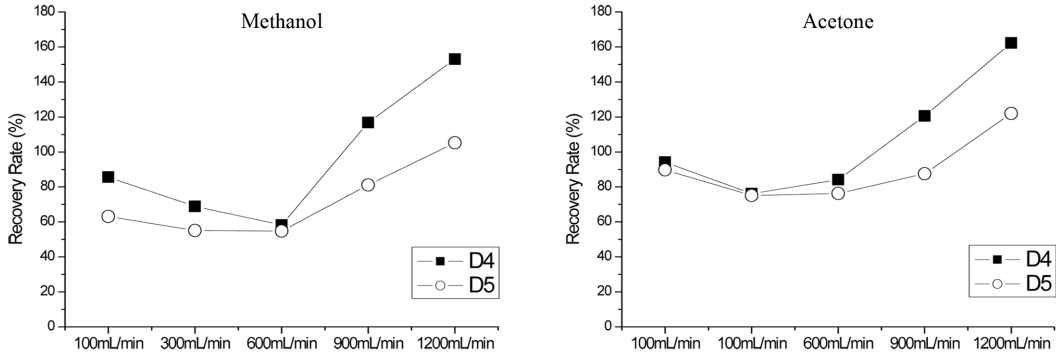 Methanol
Recovery Rate (%)
180
160
140
120
100
80
60
40
20
0
100mL/min 300mL/min 600mL/min 900mL/min 1200mL/min
D4
D5
Acetone
Recovery Rate (%)
180
160
140
120
100
80
60
40
20
0
100mL/min 100mL/min 600mL/min 900mL/min 1200mL/min
D4
D5